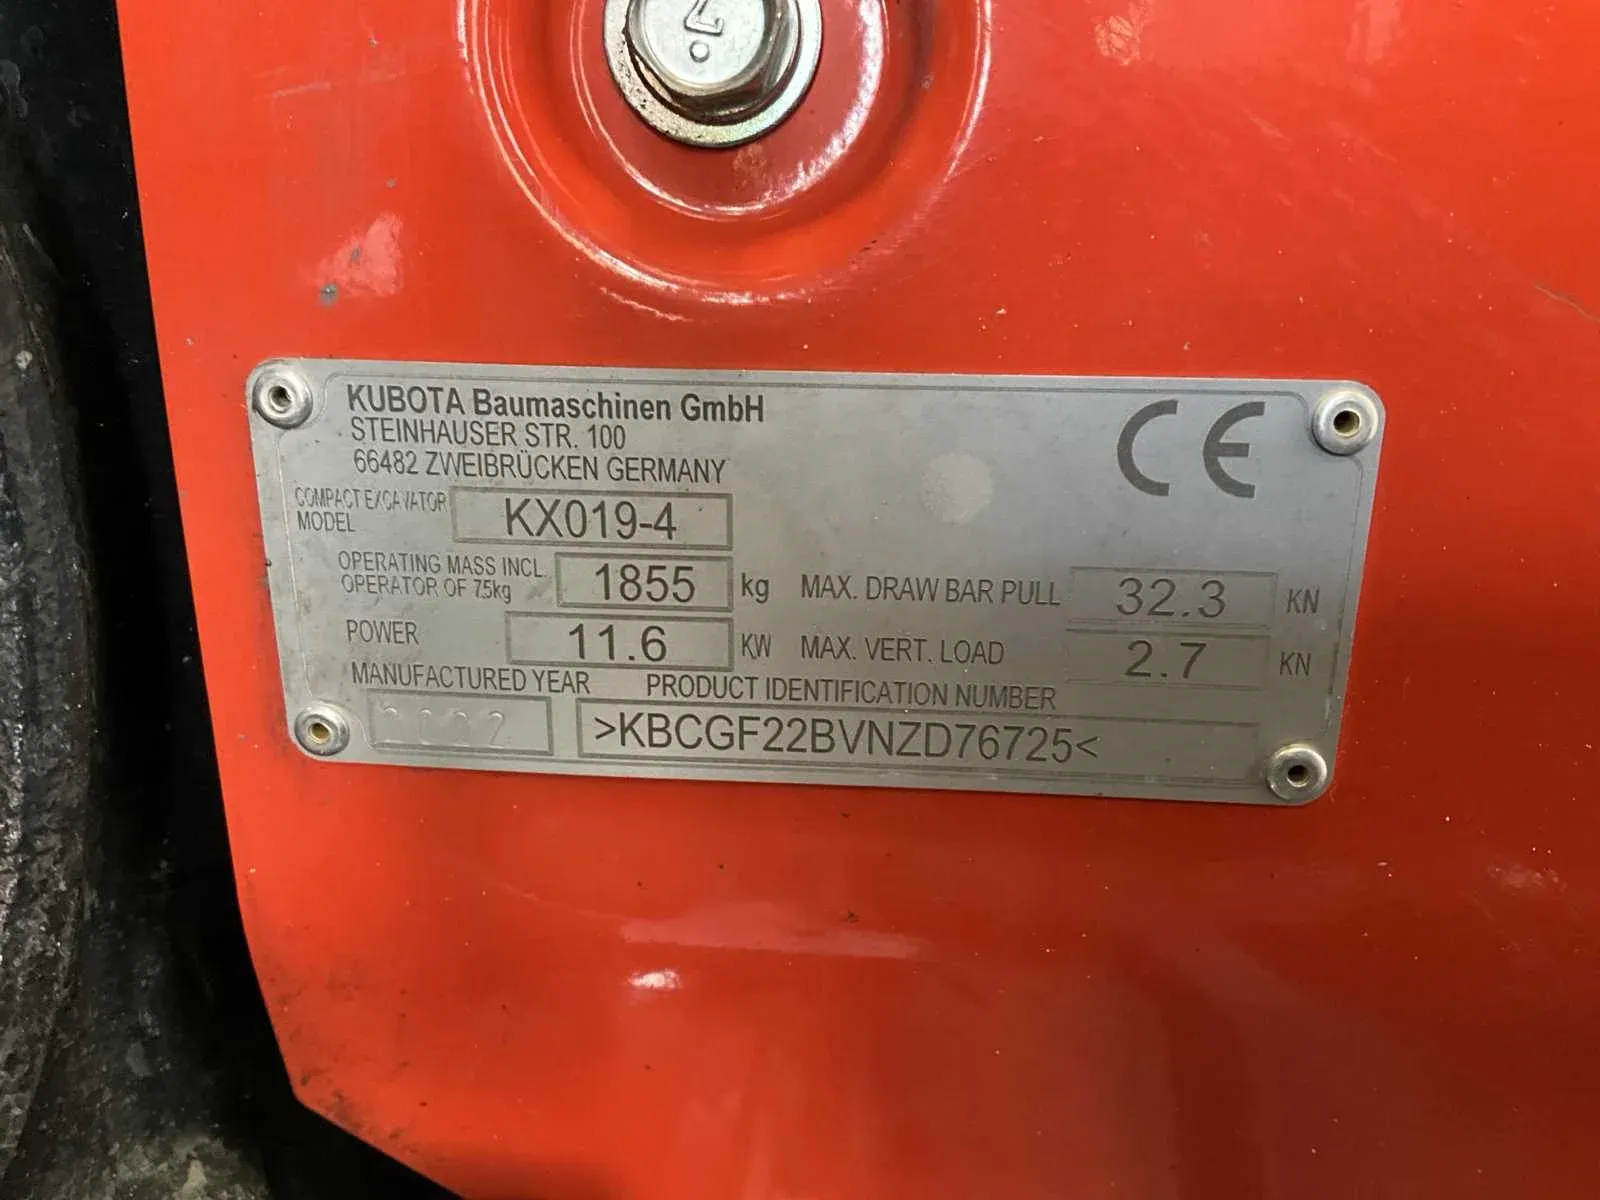 7.
KUBOTA Baumaschinen GmbH
STEINHAUSER STR. 100
66482 ZWEIBRÜCKEN GERMANY
CE
COMPACT EXCAVATOR
MODEL
KX019-4
OPERATING MASS INCL.
OPERATOR OF 75kg
1855 kg
MAX. DRAW BAR PULL 32.3 KN
POWER 11.6 KW
MAX. VERT. LOAD 2.7 KN
MANUFACTURED YEAR
2022
PRODUCT IDENTIFICATION NUMBER
>KBCGF22BVNZD76725<